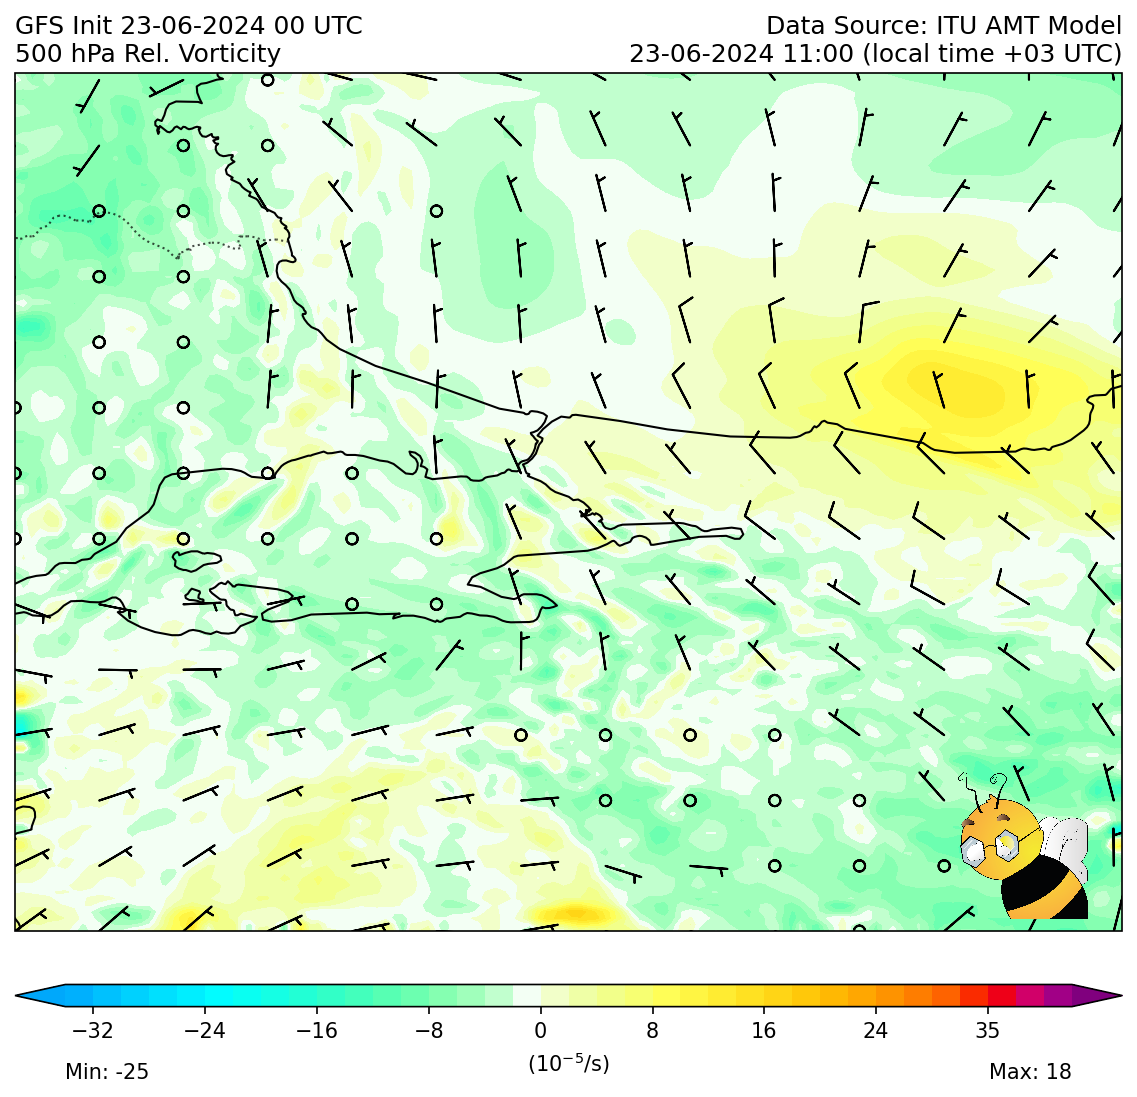 GFS Init 23-06-2024 00 UTC
Data Source: ITU AMT Model
500 hPa Rel. Vorticity
23-06-2024 11:00 (local time +03 UTC)
−32 −24 −16 −8 0 8 16 24 35
(10⁻⁵/s)
Min: -25
Max: 18